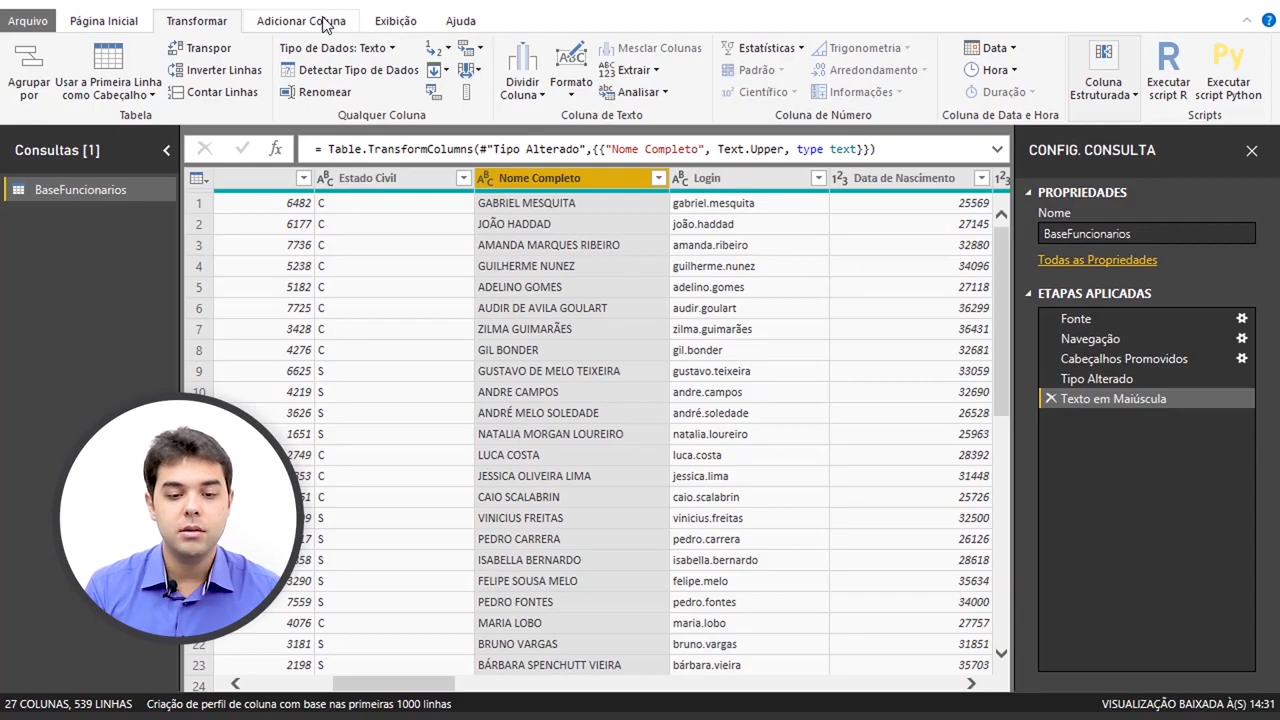 Arquivo Página Inicial Transformar Adicionar Coluna Exibição Ajuda
Agrupar por
Usar a Primeira Linha como Cabeçalho
Transpor
Inverter Linhas
Contar Linhas
Tabela
Tipo de Dados: Texto
Detectar Tipo de Dados
Renomear
Qualquer Coluna
Dividir Coluna
Formato
Mesclar Colunas
Extrair
Analisar
Coluna de Texto
Estatísticas
Padrão
Científico
Trigonometria
Arredondamento
Informações
Coluna de Número
Data
Hora
Duração
Coluna de Data e Hora
Coluna Estruturada
Executar script R
Executar script Python
Scripts
Consultas [1]
BaseFuncionarios
= Table.TransformColumns(#"Tipo Alterado",{{"Nome Completo", Text.Upper, type text}})
Estado Civil Nome Completo Login Data de Nascimento
1 6482 C GABRIEL MESQUITA gabriel.mesquita 25569
2 6177 C JOÃO HADDAD joão.haddad 27145
3 7736 C AMANDA MARQUES RIBEIRO amanda.ribeiro 32880
4 5238 C GUILHERME NUNEZ guilherme.nunez 34096
5 5182 C ADELINO GOMES adelino.gomes 27118
6 7725 C AUDIR DE AVILA GOULART audir.goulart 36299
7 3428 C ZILMA GUIMARÃES zilma.guimarães 36431
8 4276 C GIL BONDER gil.bonder 32681
9 6625 S GUSTAVO DE MELO TEIXEIRA gustavo.teixeira 33059
10 4219 S ANDRE CAMPOS andre.campos 32690
3626 S ANDRÉ MELO SOLEDADE andré.soledade 26528
1651 S NATALIA MORGAN LOUREIRO natalia.loureiro 25963
2749 C LUCA COSTA luca.costa 28392
C JESSICA OLIVEIRA LIMA jessica.lima 31448
C CAIO SCALABRIN caio.scalabrin 25726
S VINICIUS FREITAS vinicius.freitas 32500
S PEDRO CARRERA pedro.carrera 26126
S ISABELLA BERNARDO isabella.bernardo 28618
3290 S FELIPE SOUSA MELO felipe.melo 35634
7559 S PEDRO FONTES pedro.fontes 34000
4076 C MARIA LOBO maria.lobo 27757
22 3181 S BRUNO VARGAS bruno.vargas 31851
23 2198 S BÁRBARA SPENCHUTT VIEIRA bárbara.vieira 35703
24
CONFIG. CONSULTA
PROPRIEDADES
Nome
BaseFuncionarios
Todas as Propriedades
ETAPAS APLICADAS
Fonte
Navegação
Cabeçalhos Promovidos
Tipo Alterado
Texto em Maiúscula
27 COLUNAS, 539 LINHAS Criação de perfil de coluna com base nas primeiras 1000 linhas VISUALIZAÇÃO BAIXADA À(S) 14:31